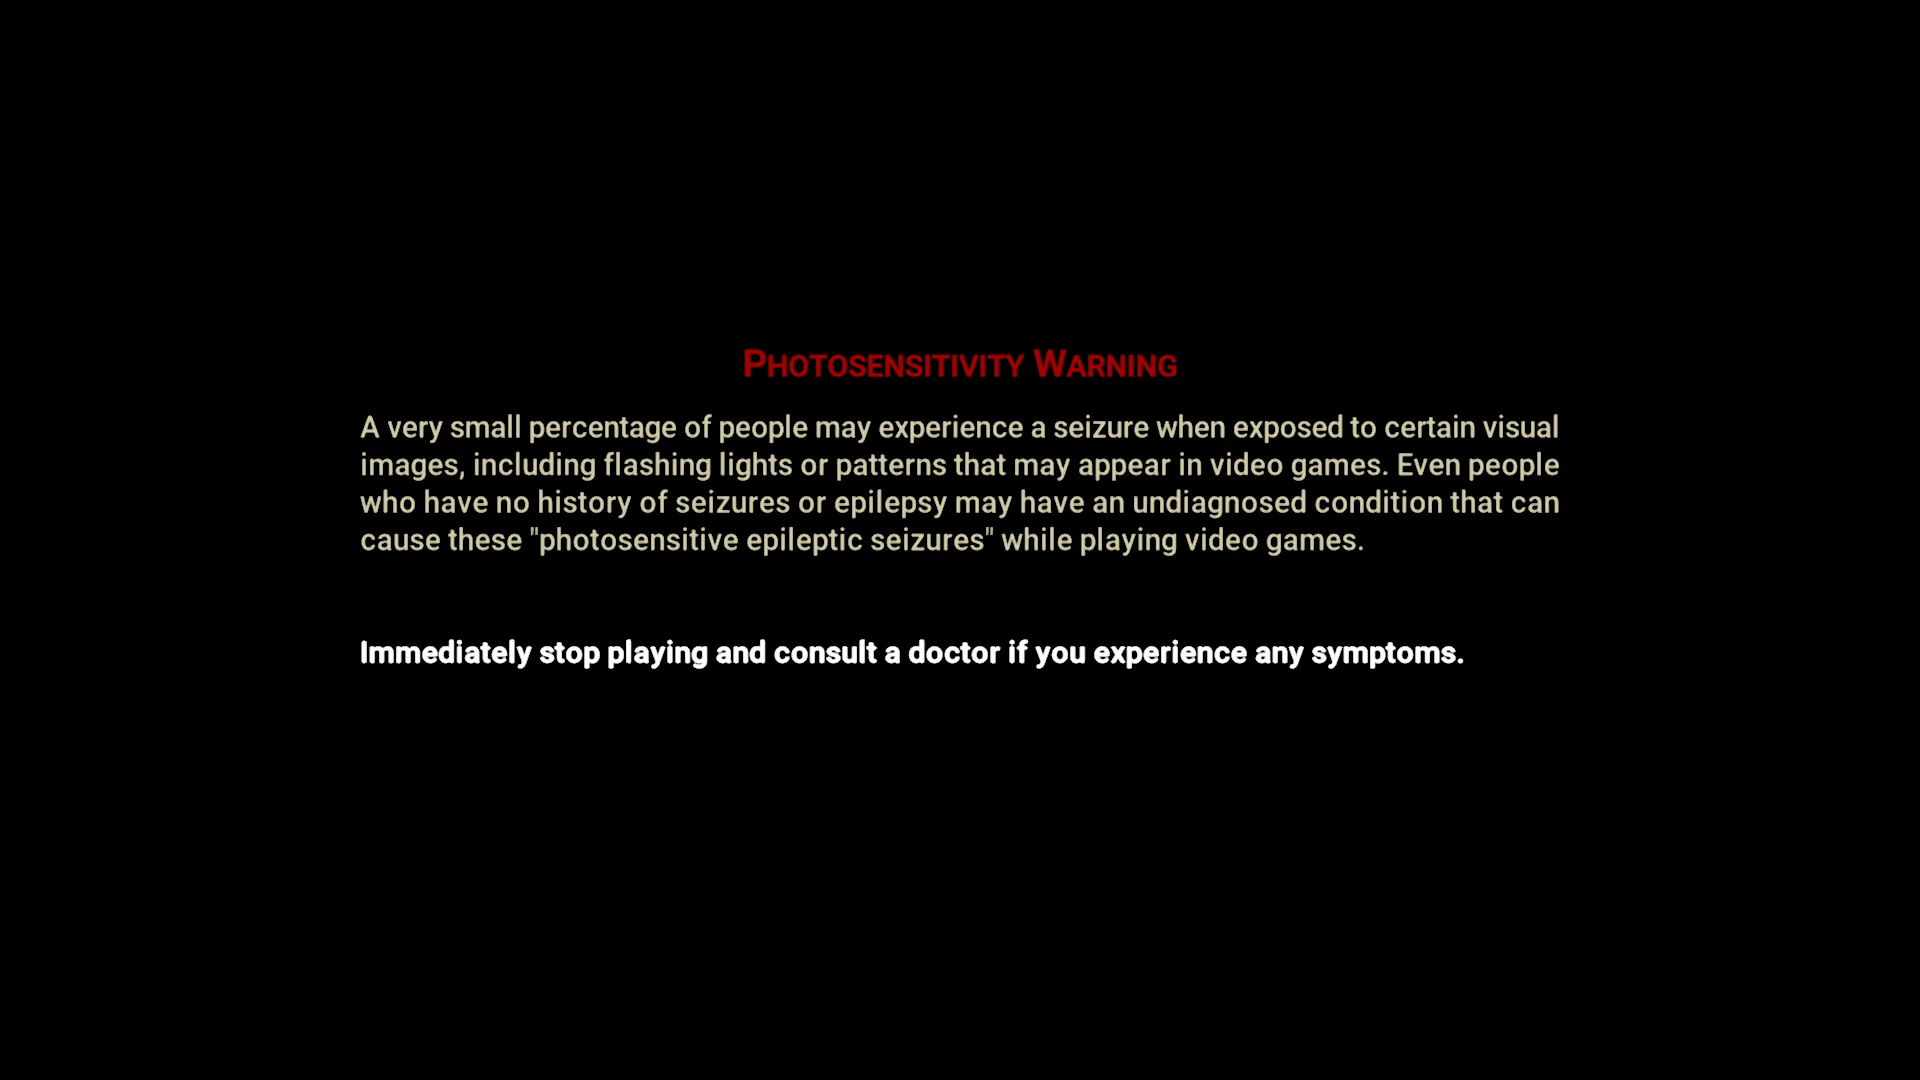 Photosensitivity Warning
A very small percentage of people may experience a seizure when exposed to certain visual
images, including flashing lights or patterns that may appear in video games. Even people
who have no history of seizures or epilepsy may have an undiagnosed condition that can
cause these "photosensitive epileptic seizures" while playing video games.
Immediately stop playing and consult a doctor if you experience any symptoms.